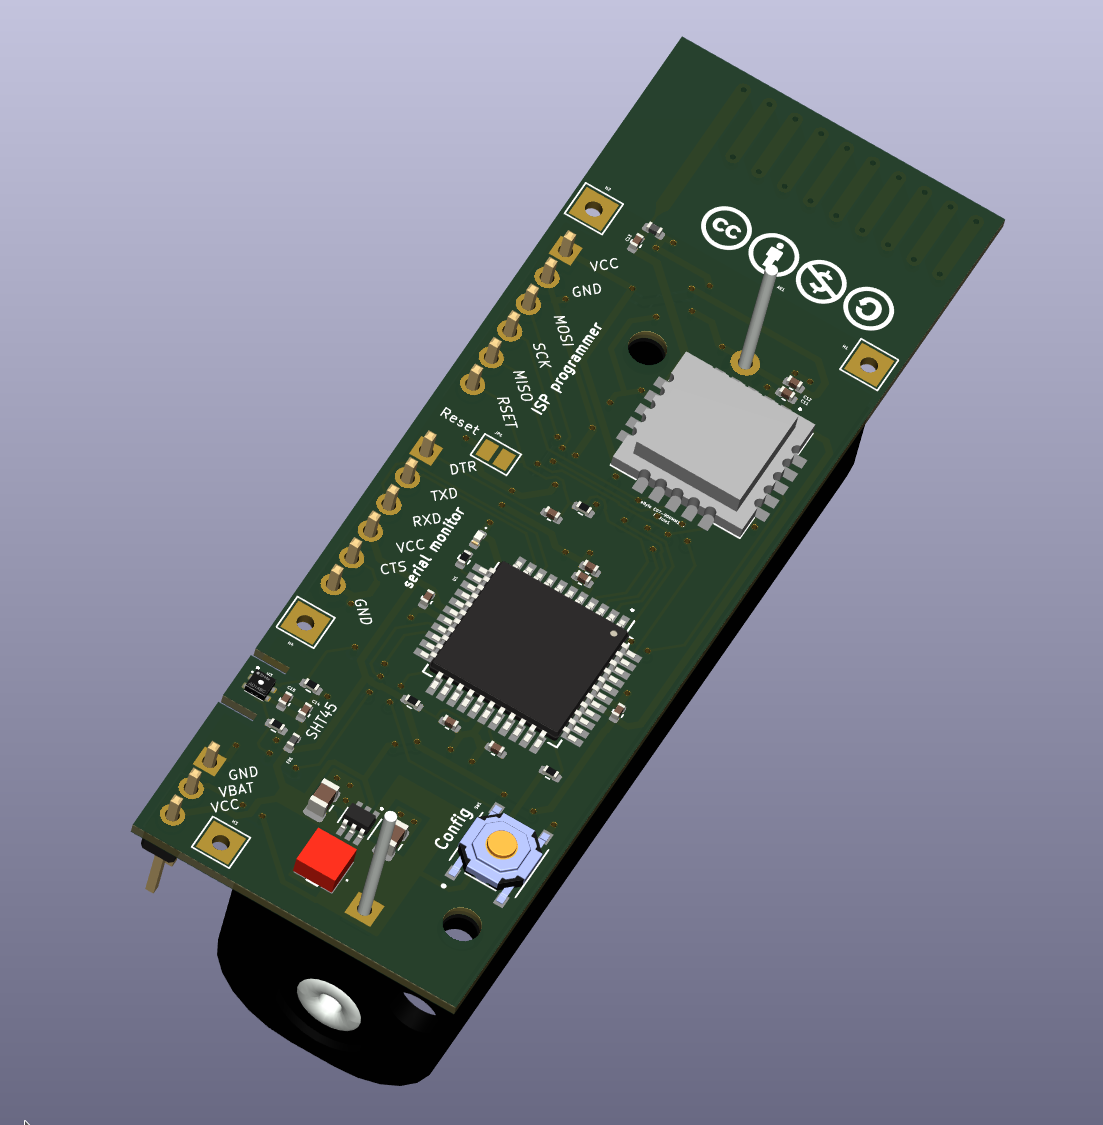 cc
$
VCC
GND
MOSI
SCK
MISO
RSET
ISP programmer
Reset
DTR
TXD
RXD
VCC
CTS
GND
serial monitor
SHT45
GND
VBAT
VCC
Config